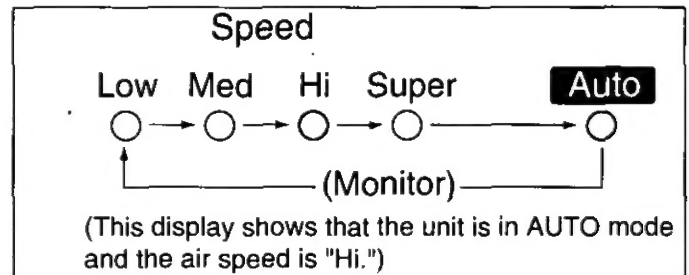 Speed
Low Med Hi Super Auto
(Monitor)
(This display shows that the unit is in AUTO mode
and the air speed is "Hi.")